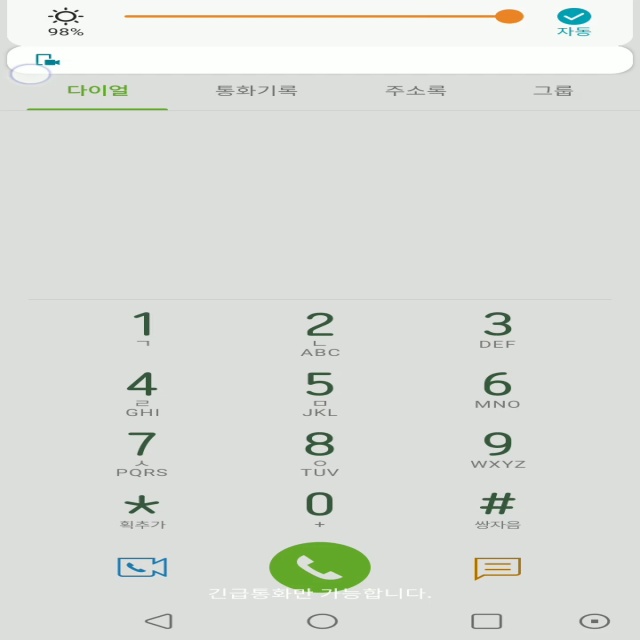 98% 자동
다이얼 통화기록 주소록 그룹
1 2 3
ㄱ ㄴ DEF
ABC
4 5 6
ㄹ ㅁ MNO
GHI JKL
7 8 9
ㅅ ㅇ WXYZ
PQRS TUV
* 0 #
획추가 + 쌍자음
긴급통화만 가능합니다.